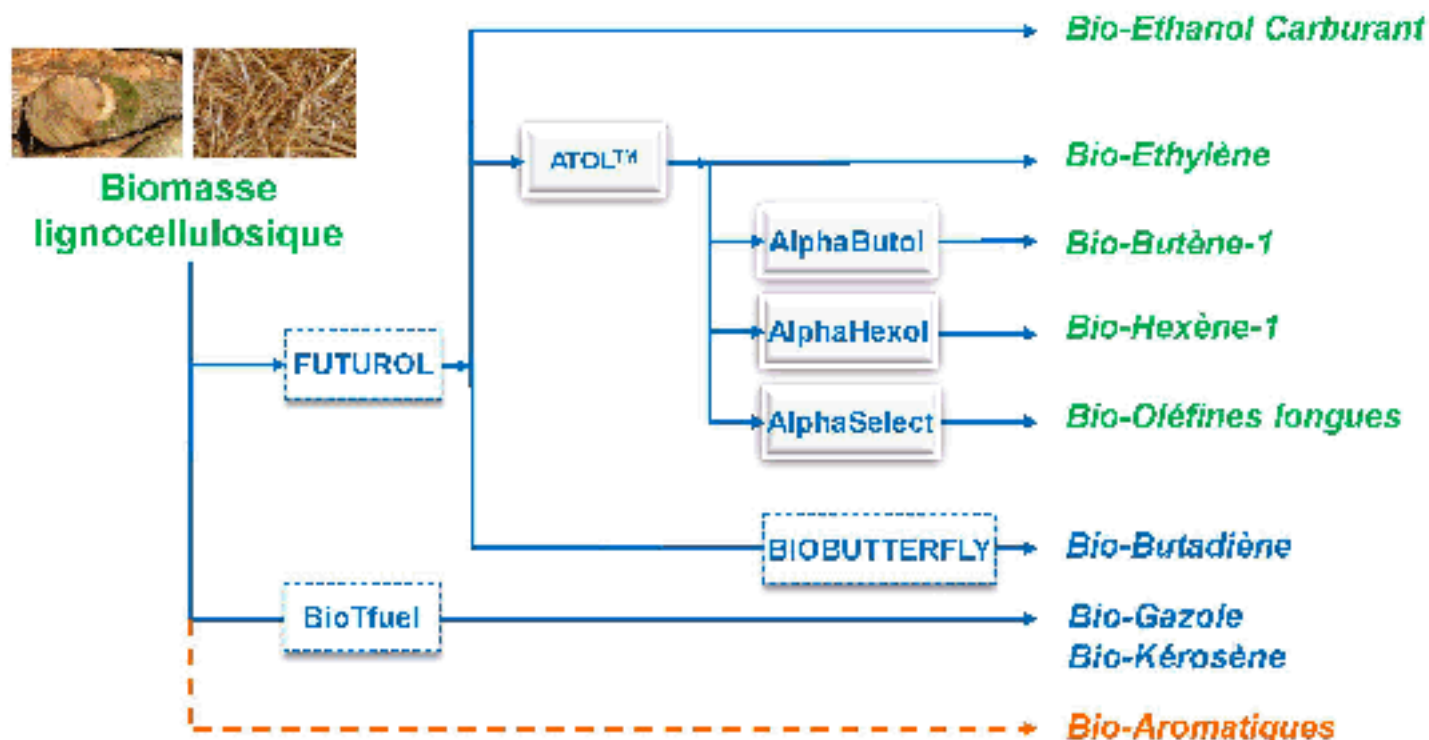 Bio-Ethanol Carburant
ATOL™
Bio-Ethylène
Biomasse
lignocellulosique
AlphaButol
Bio-Butène-1
AlphaHexol
Bio-Hexène-1
FUTUROL
AlphaSelect
Bio-Oléfines longues
BIOBUTTERFLY
Bio-Butadiène
BioTfuel
Bio-Gazole
Bio-Kérosène
Bio-Aromatiques